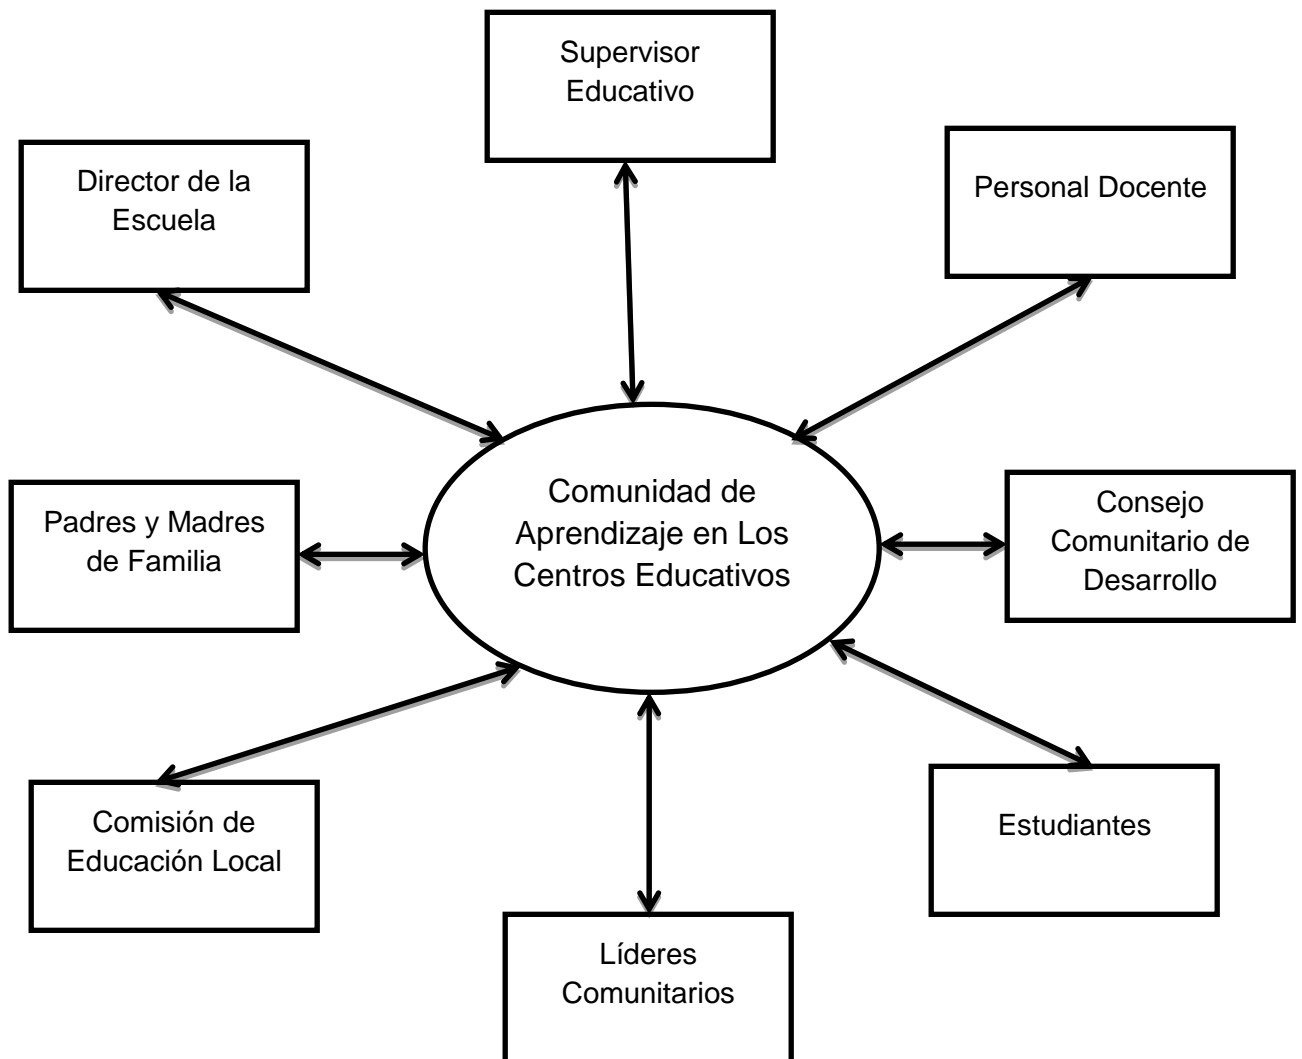 Supervisor
Educativo
Director de la
Escuela
Personal Docente
Comunidad de
Aprendizaje en Los
Centros Educativos
Padres y Madres
de Familia
Consejo
Comunitario de
Desarrollo
Comisión de
Educación Local
Estudiantes
Líderes
Comunitarios